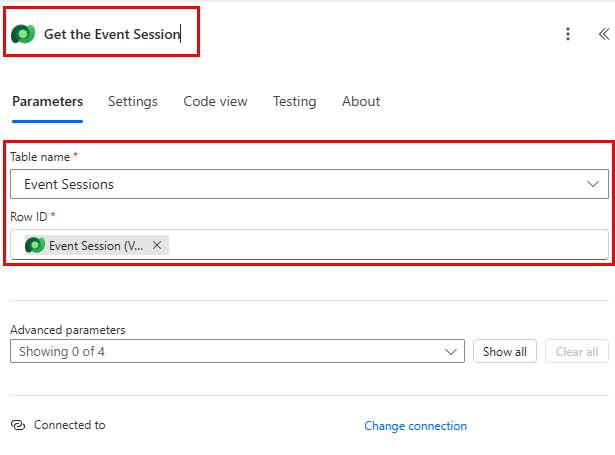 Get the Event Session
Parameters Settings Code view Testing About
Table name *
Event Sessions
Row ID *
Event Session (V... ×
Advanced parameters
Showing 0 of 4 Show all Clear all
Connected to Change connection